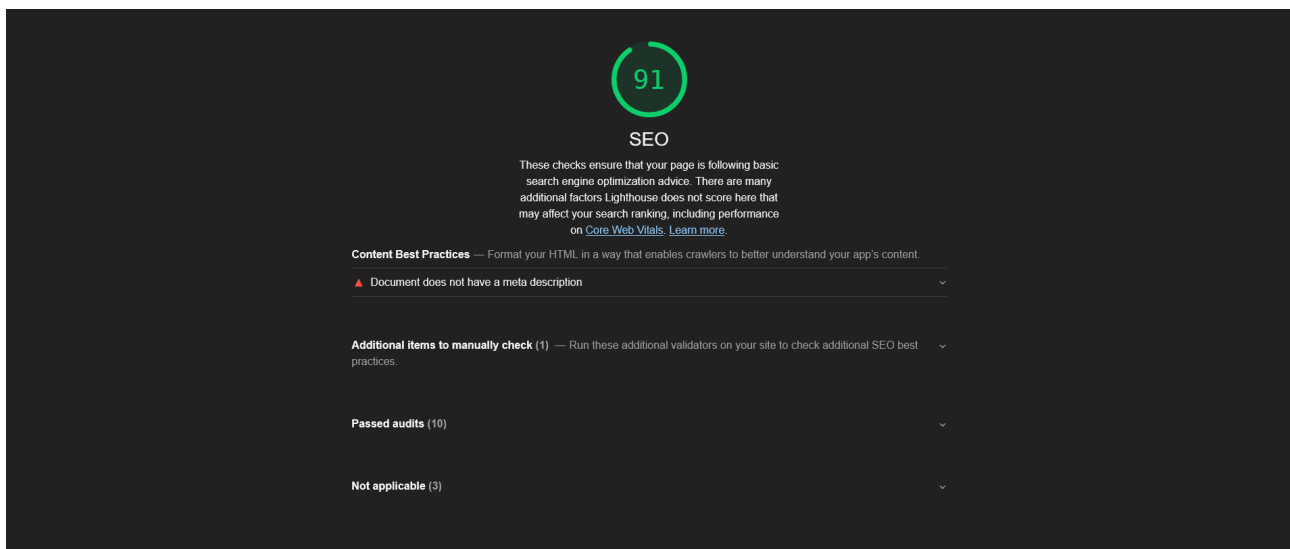 91
SEO
These checks ensure that your page is following basic
search engine optimization advice. There are many
additional factors Lighthouse does not score here that
may affect your search ranking, including performance
on Core Web Vitals. Learn more.
Content Best Practices — Format your HTML in a way that enables crawlers to better understand your app's content.
Document does not have a meta description
Additional items to manually check (1) — Run these additional validators on your site to check additional SEO best
practices.
Passed audits (10)
Not applicable (3)